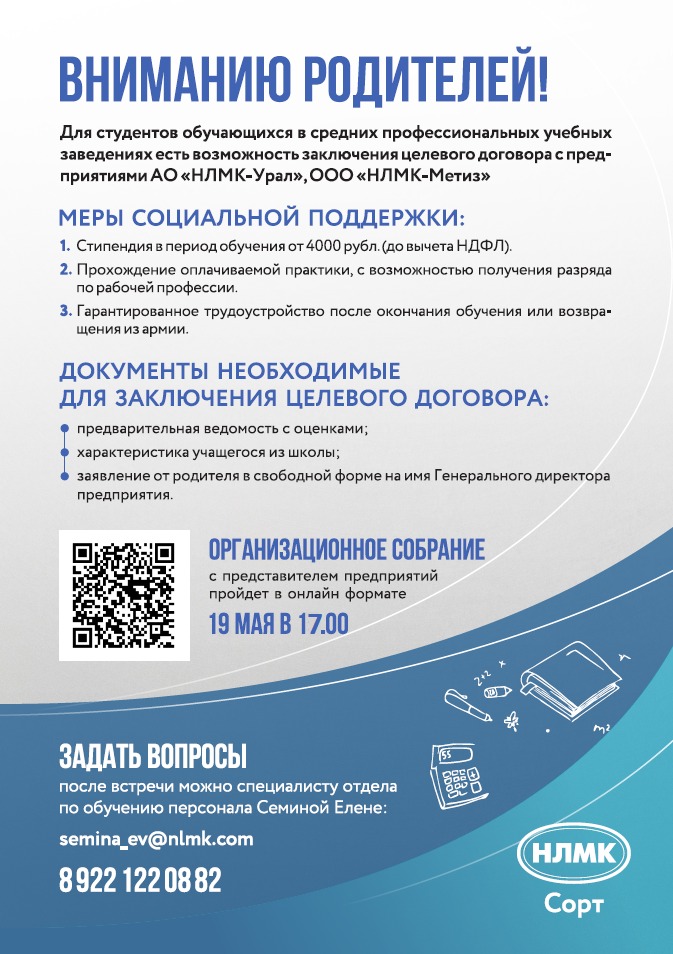 ВНИМАНИЮ РОДИТЕЛЕЙ!
Для студентов обучающихся в средних профессиональных учебных
заведениях есть возможность заключения целевого договора с пред-
приятиями АО «НЛМК-Урал», ООО «НЛМК-Метиз»
МЕРЫ СОЦИАЛЬНОЙ ПОДДЕРЖКИ:
1. Стипендия в период обучения от 4000 рубл. (до вычета НДФЛ).
2. Прохождение оплачиваемой практики, с возможностью получения разряда
по рабочей профессии.
3. Гарантированное трудоустройство после окончания обучения или возвра-
щения из армии.
ДОКУМЕНТЫ НЕОБХОДИМЫЕ
ДЛЯ ЗАКЛЮЧЕНИЯ ЦЕЛЕВОГО ДОГОВОРА:
предварительная ведомость с оценками;
характеристика учащегося из школы;
заявление от родителя в свободной форме на имя Генерального директора
предприятия.
ОРГАНИЗАЦИОННОЕ СОБРАНИЕ
с представителем предприятий
пройдет в онлайн формате
19 МАЯ В 17.00
2+2 x
m²
55
ЗАДАТЬ ВОПРОСЫ
после встречи можно специалисту отдела
по обучению персонала Семиной Елене:
semina_ev@nlmk.com
8 922 122 08 82
НЛМК
Сорт